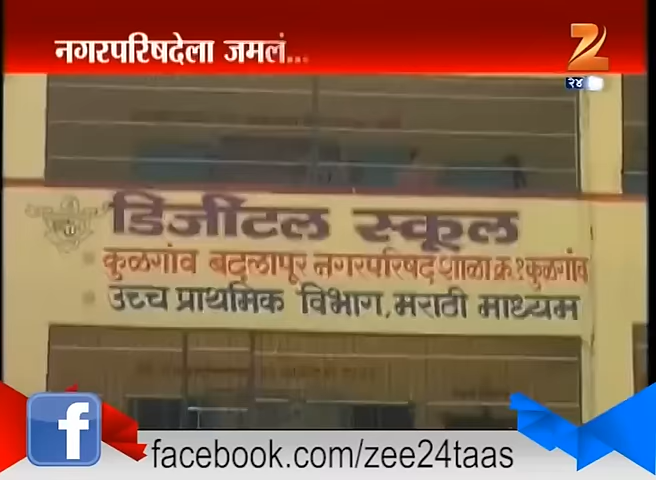 नगरपरिषदेला जमलं...
२४
डिजीटल स्कूल
कुळगांव बदलापूर नगरपरिषद शाळा क्र.१ कुळगांव
उच्च प्राथमिक विभाग, मराठी माध्यम
facebook.com/zee24taas